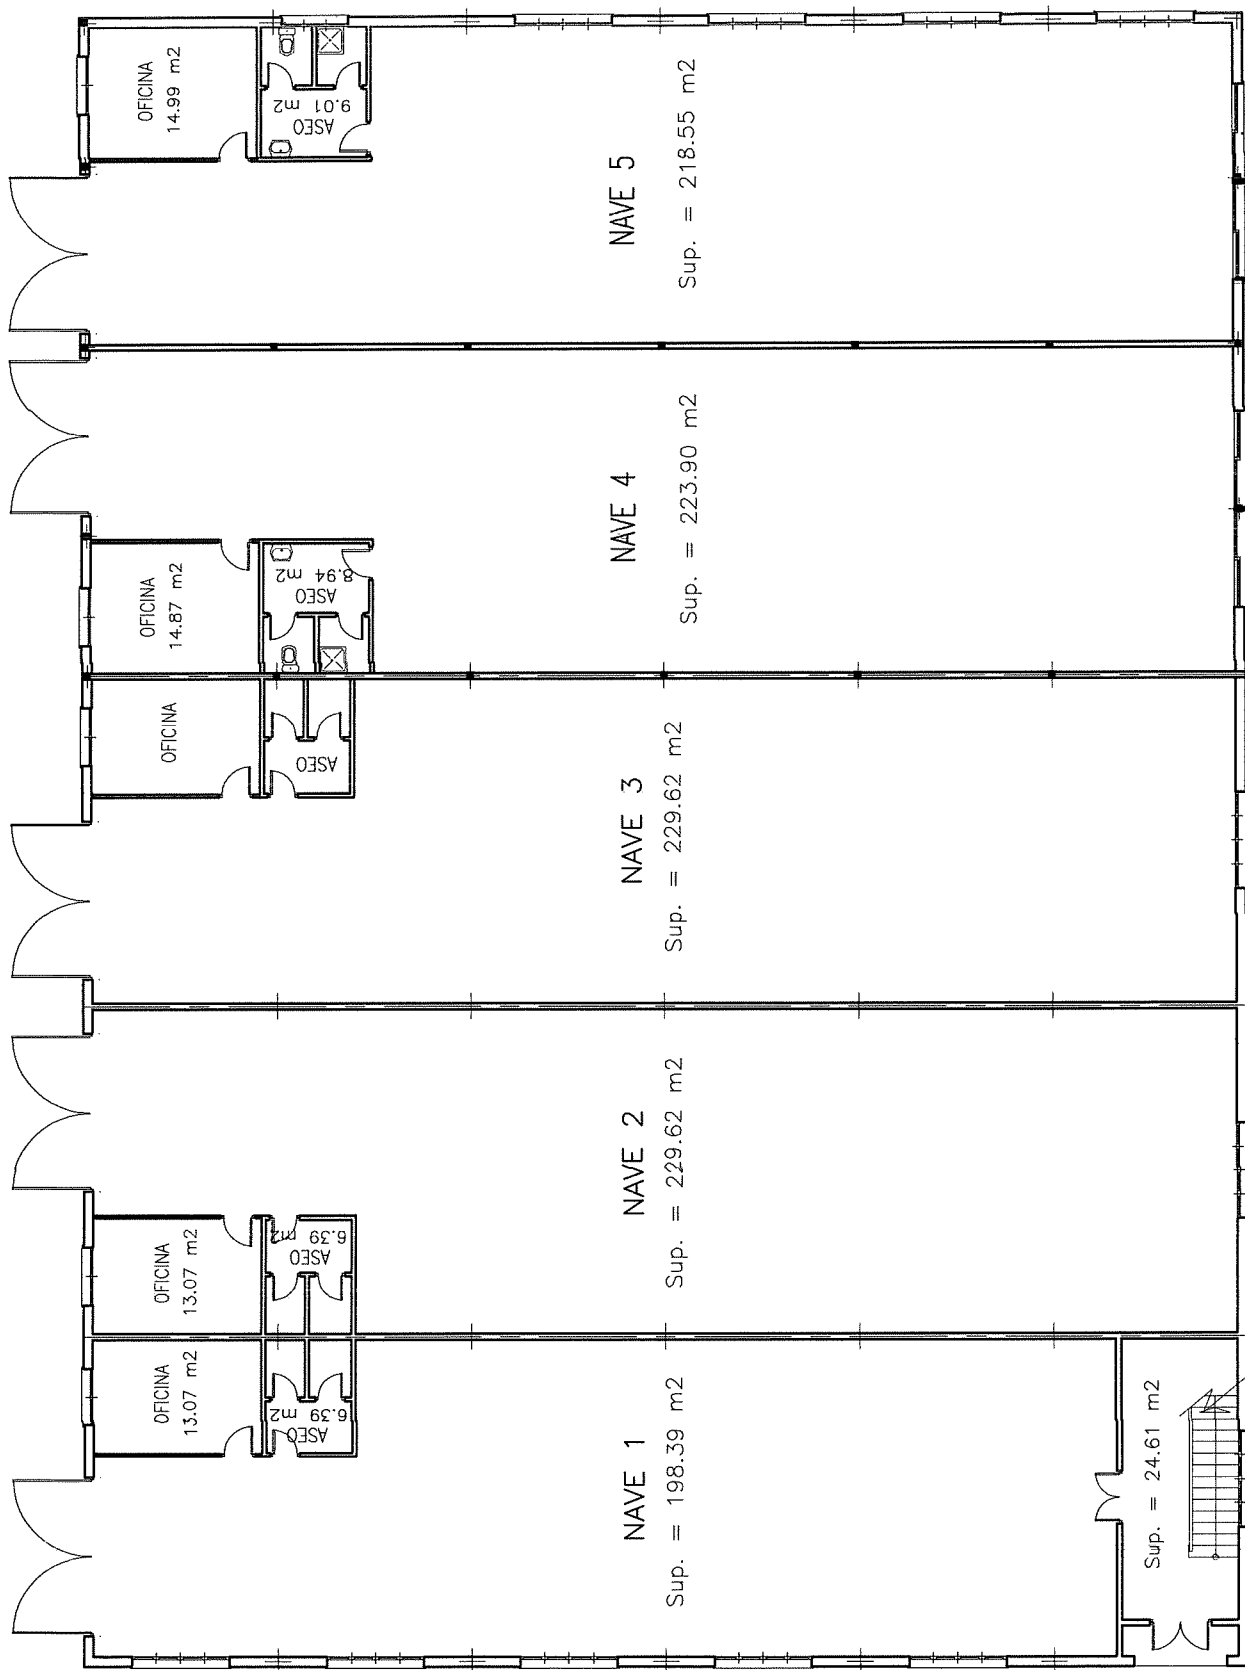 OFICINA
13.07 m2
ASEO
6.39 m2
NAVE 1
Sup. = 198.39 m2
Sup. = 24.61 m2
OFICINA
13.07 m2
ASEO
6.39 m2
NAVE 2
Sup. = 229.62 m2
OFICINA
ASEO
NAVE 3
Sup. = 229.62 m2
OFICINA
14.87 m2
ASEO
8.94 m2
NAVE 4
Sup. = 223.90 m2
OFICINA
14.99 m2
ASEO
9.01 m2
NAVE 5
Sup. = 218.55 m2